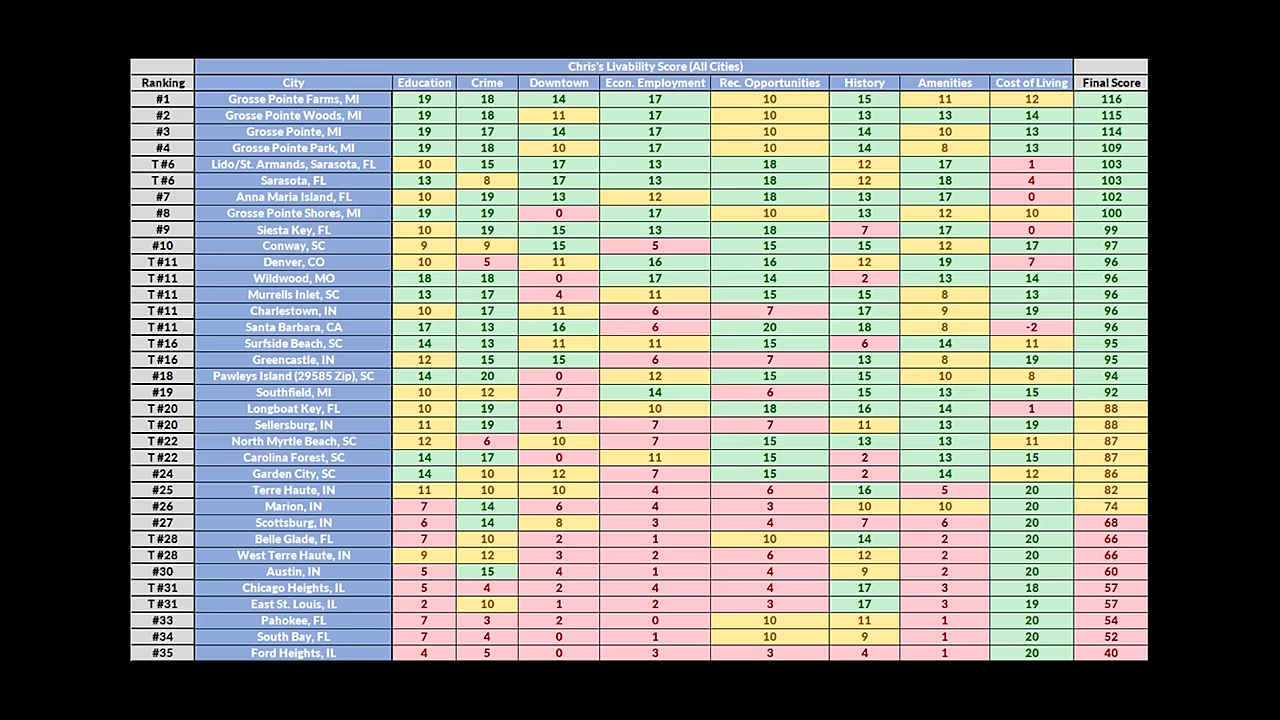 Chris's Livability Score (All Cities)
Ranking City Education Crime Downtown Econ. Employment Rec. Opportunities History Amenities Cost of Living Final Score
#1 Grosse Pointe Farms, MI 19 18 14 17 10 15 11 12 116
#2 Grosse Pointe Woods, MI 19 18 11 17 10 13 13 14 115
#3 Grosse Pointe, MI 19 17 14 17 10 14 10 13 114
#4 Grosse Pointe Park, MI 19 18 10 17 10 14 8 13 109
T #6 Lido/St. Armands, Sarasota, FL 10 15 17 13 18 12 17 1 103
T #6 Sarasota, FL 13 8 17 13 18 12 18 4 103
#7 Anna Maria Island, FL 10 19 13 12 18 13 17 0 102
#8 Grosse Pointe Shores, MI 19 19 0 17 10 13 12 10 100
#9 Siesta Key, FL 10 19 15 13 18 7 17 0 99
#10 Conway, SC 9 9 15 5 15 15 12 17 97
T #11 Denver, CO 10 5 11 16 16 12 19 7 96
T #11 Wildwood, MO 18 18 0 17 14 2 13 14 96
T #11 Murrells Inlet, SC 13 17 4 11 15 15 8 13 96
T #11 Charlestown, IN 10 17 11 6 7 17 9 19 96
T #11 Santa Barbara, CA 17 13 16 6 20 18 8 -2 96
T #16 Surfside Beach, SC 14 13 11 11 15 6 14 11 95
T #16 Greencastle, IN 12 15 15 6 7 13 8 19 95
#18 Pawleys Island (29585 Zip), SC 14 20 0 12 15 15 10 8 94
#19 Southfield, MI 10 12 7 14 6 15 13 15 92
T #20 Longboat Key, FL 10 19 0 10 18 16 14 1 88
T #20 Sellersburg, IN 11 19 1 7 7 11 13 19 88
T #22 North Myrtle Beach, SC 12 6 10 7 15 13 13 11 87
T #22 Carolina Forest, SC 14 17 0 11 15 2 13 15 87
#24 Garden City, SC 14 10 12 7 15 2 14 12 86
#25 Terre Haute, IN 11 10 10 4 6 16 5 20 82
#26 Marion, IN 7 14 6 4 3 10 10 20 74
#27 Scottsburg, IN 6 14 8 3 4 7 6 20 68
T #28 Belle Glade, FL 7 10 2 1 10 14 2 20 66
T #28 West Terre Haute, IN 9 12 3 2 6 12 2 20 66
#30 Austin, IN 5 15 4 1 4 9 2 20 60
T #31 Chicago Heights, IL 5 4 2 4 4 17 3 18 57
T #31 East St. Louis, IL 2 10 1 2 3 17 3 19 57
#33 Pahokee, FL 7 3 2 0 10 11 1 20 54
#34 South Bay, FL 7 4 0 1 10 9 1 20 52
#35 Ford Heights, IL 4 5 0 3 3 4 1 20 40